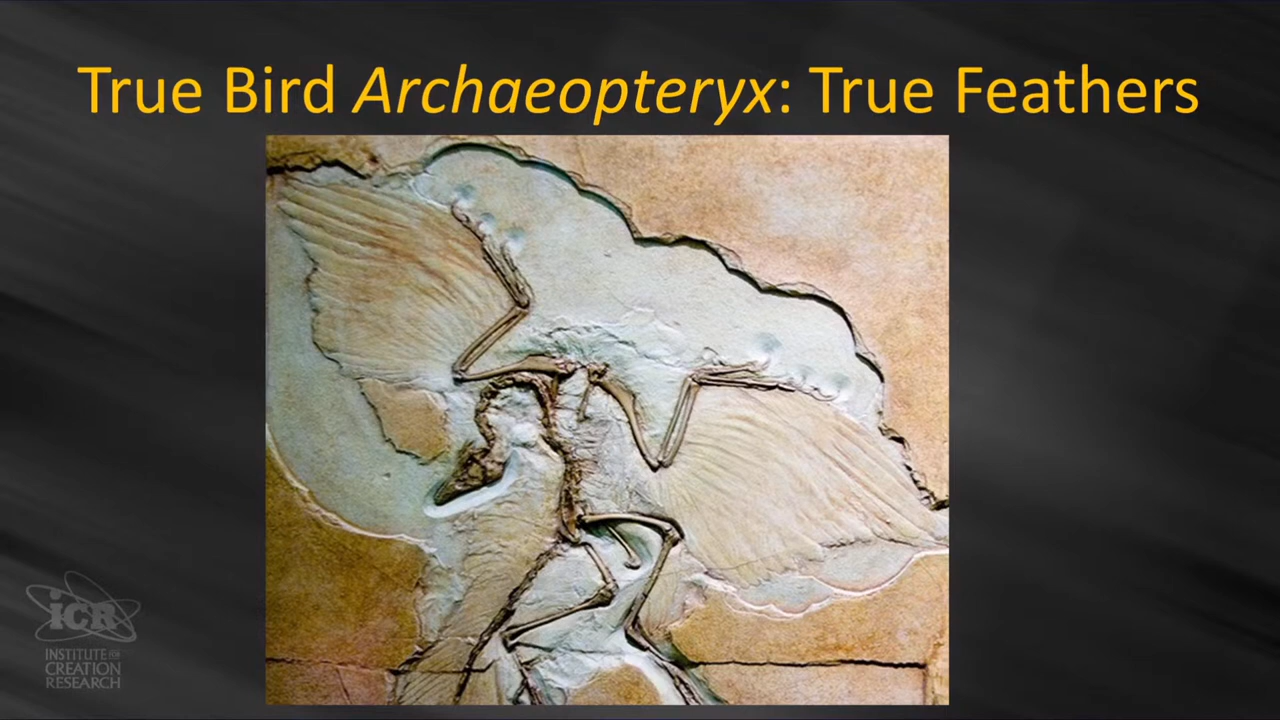 True Bird Archaeopteryx: True Feathers
iCR
INSTITUTE FOR
CREATION
RESEARCH